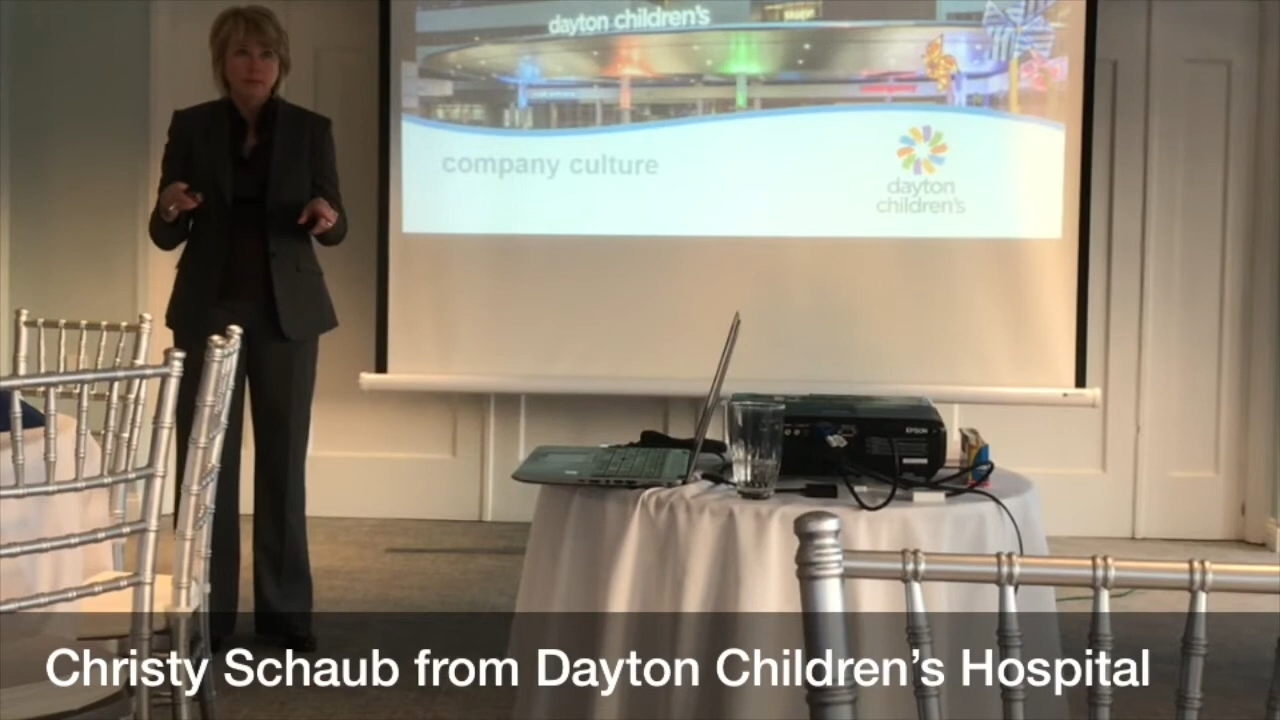 dayton children's
company culture
dayton
children's
EPSON
Christy Schaub from Dayton Children's Hospital